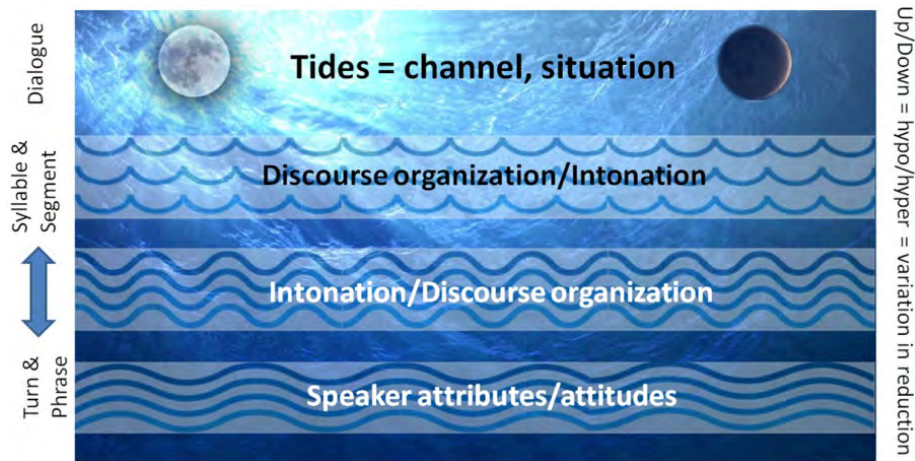 Dialogue
Syllable &
Segment
Turn &
Phrase
Tides = channel, situation
Discourse organization/Intonation
Intonation/Discourse organization
Speaker attributes/attitudes
Up/Down = hypo/hyper = variation in reduction